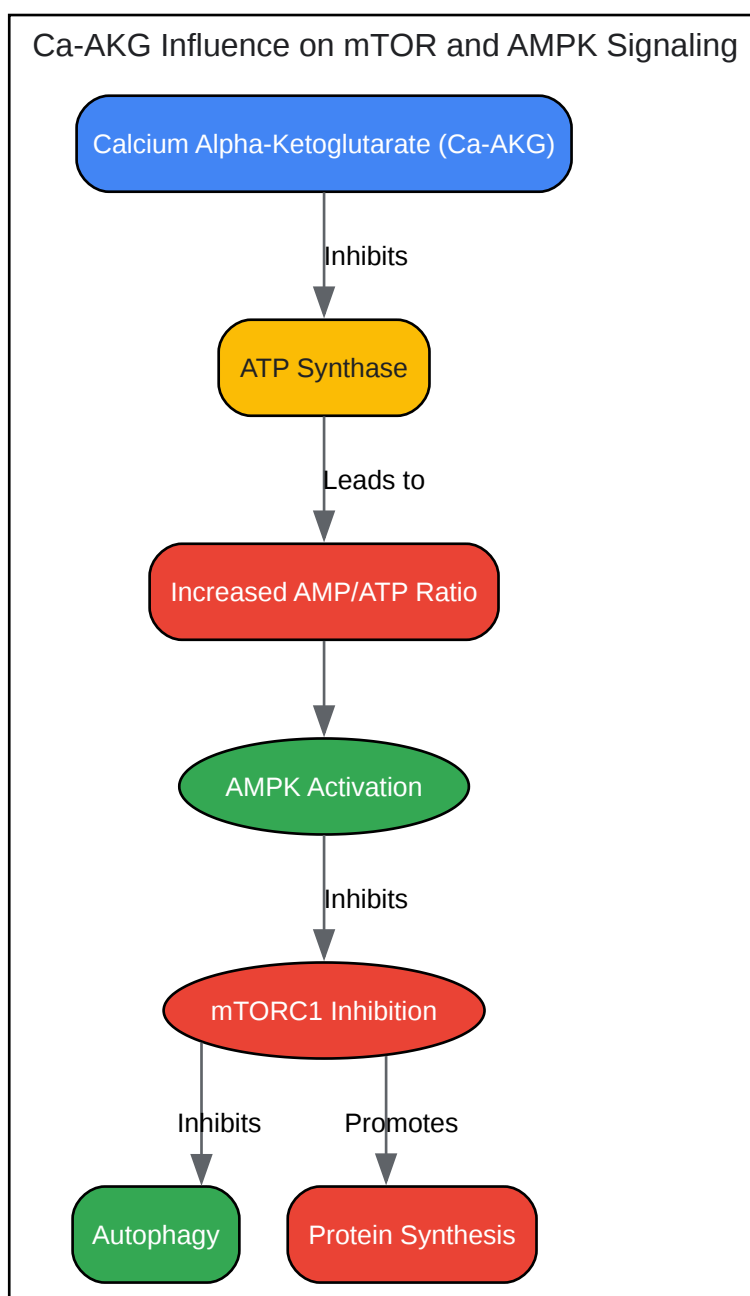 Ca-AKG Influence on mTOR and AMPK Signaling
Calcium Alpha-Ketoglutarate (Ca-AKG)
Inhibits
ATP Synthase
Leads to
Increased AMP/ATP Ratio
AMPK Activation
Inhibits
mTORC1 Inhibition
Inhibits
Promotes
Autophagy
Protein Synthesis